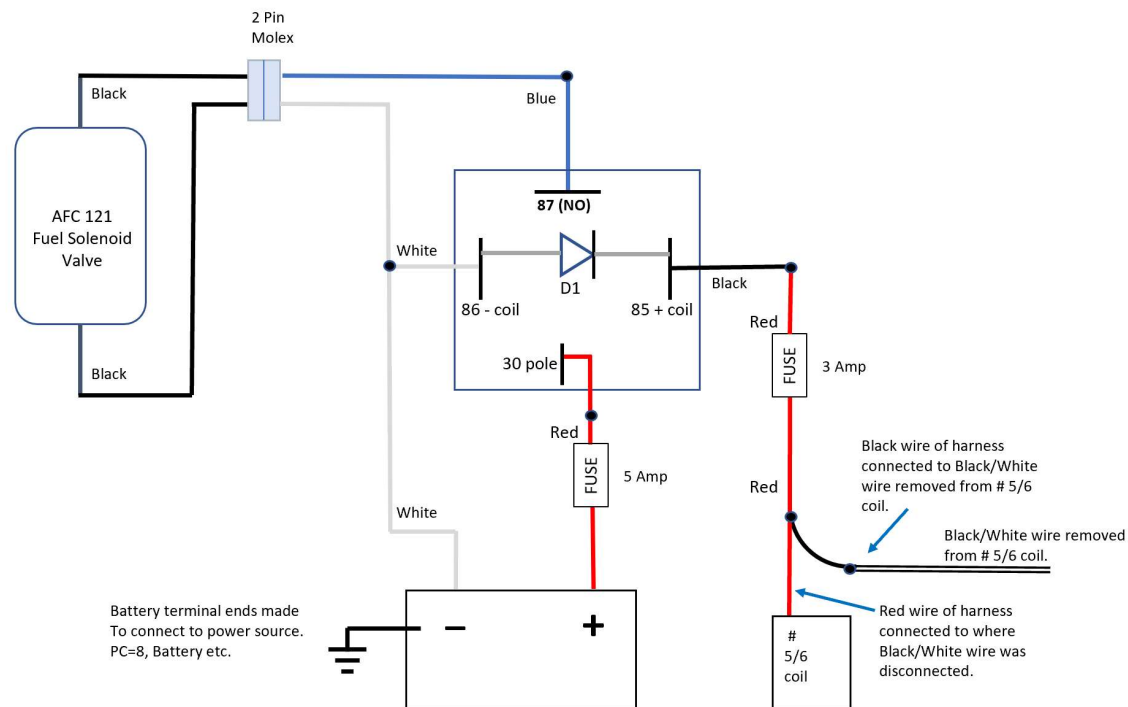 2 Pin
Molex
Black
Blue
AFC 121
Fuel Solenoid
Valve
87 (NO)
White
D1
Black
86 - coil
85 + coil
Red
30 pole
FUSE
3 Amp
Black
Red
FUSE
5 Amp
Black wire of harness
connected to Black/White
wire removed from # 5/6
coil.
Red
White
Black/White wire removed
from # 5/6 coil.
Battery terminal ends made
To connect to power source.
PC=8, Battery etc.
–
+
#
5/6
coil
Red wire of harness
connected to where
Black/White wire was
disconnected.